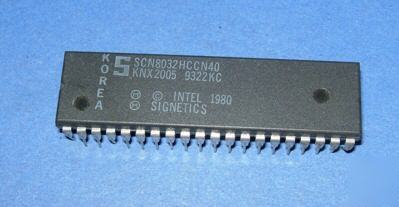 KOREA
S SCN8032HCCN40
KNX2005 9322KC
Ⓜ © INTEL 1980
SIGNETICS